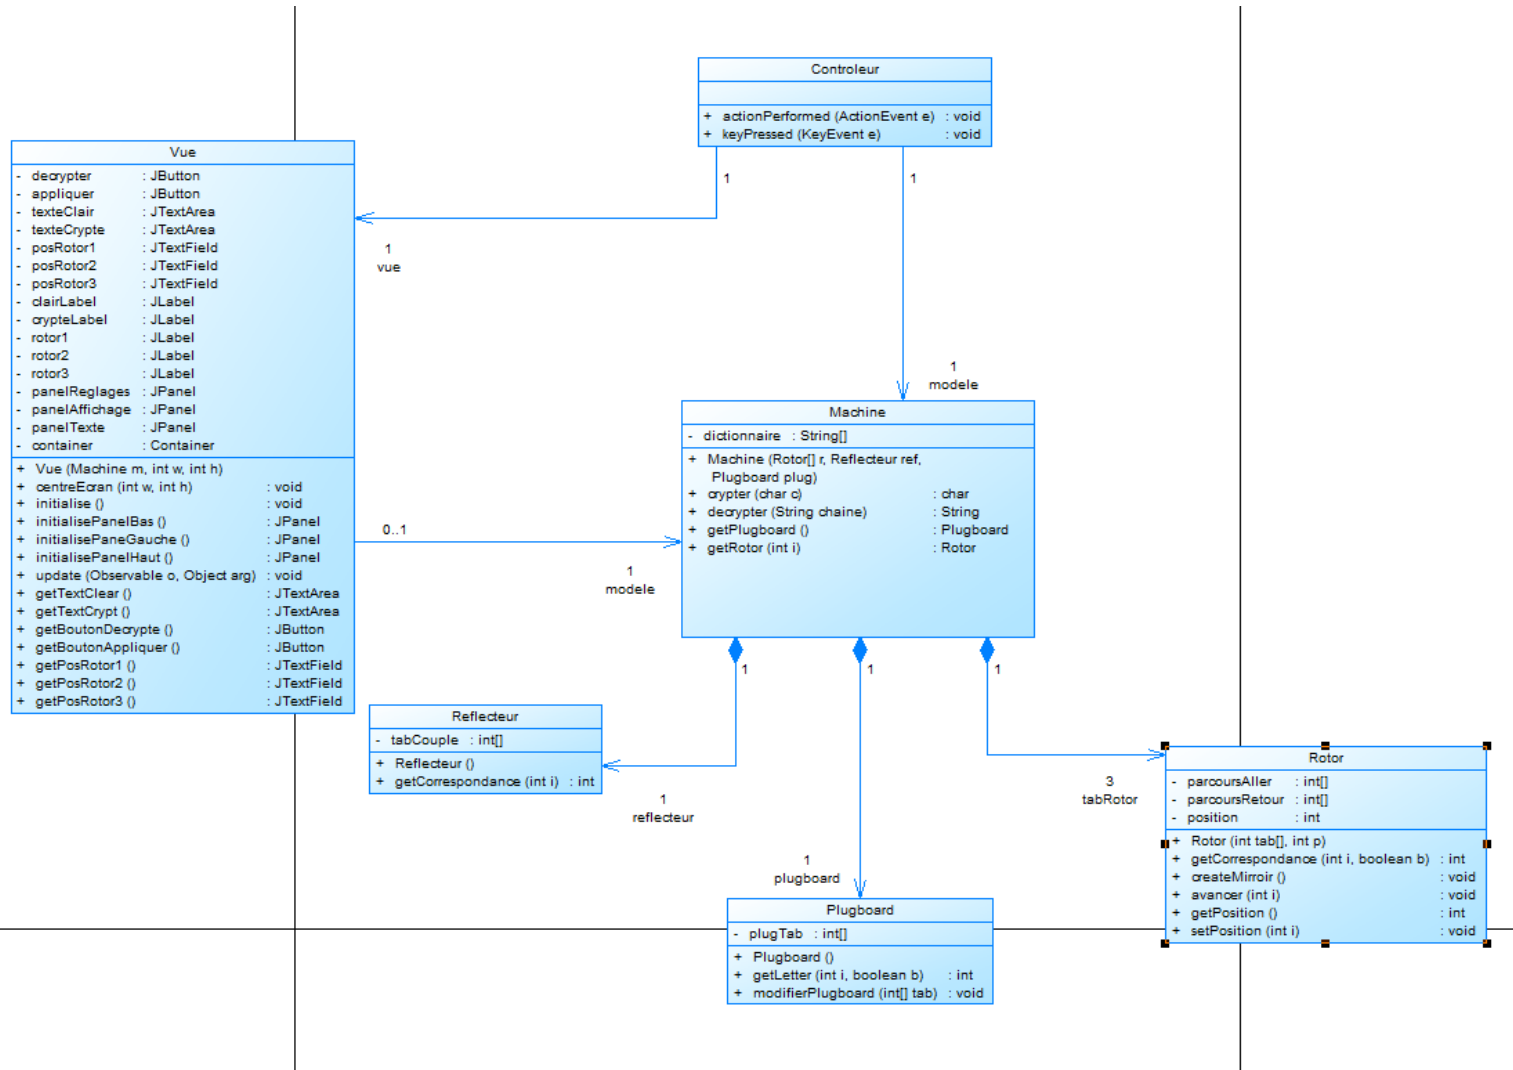 Controleur
+ actionPerformed (ActionEvent e) : void
+ keyPressed (KeyEvent e) : void
1
1
Vue
- decrypter : JButton
- appliquer : JButton
- texteClair : JTextArea
- texteCrypte : JTextArea
- posRotor1 : JTextField
- posRotor2 : JTextField
- posRotor3 : JTextField
- clairLabel : JLabel
- crypteLabel : JLabel
- rotor1 : JLabel
- rotor2 : JLabel
- rotor3 : JLabel
- panelReglages : JPanel
- panelAffichage : JPanel
- panelTexte : JPanel
- container : Container
+ Vue (Machine m, int w, int h)
+ centreEcran (int w, int h) : void
+ initialise () : void
+ initialisePanelBas () : JPanel
+ initialisePaneGauche () : JPanel
+ initialisePanelHaut () : JPanel
+ update (Observable o, Object arg) : void
+ getTextClear () : JTextArea
+ getTextCrypt () : JTextArea
+ getBoutonDecrypte () : JButton
+ getBoutonAppliquer () : JButton
+ getPosRotor1 () : JTextField
+ getPosRotor2 () : JTextField
+ getPosRotor3 () : JTextField
1
vue
1
modele
0..1
1
modele
Machine
- dictionnaire : String[]
+ Machine (Rotor[] r, Reflecteur ref,
Plugboard plug)
+ crypter (char c) : char
+ decrypter (String chaine) : String
+ getPlugboard () : Plugboard
+ getRotor (int i) : Rotor
1
1
1
Reflecteur
- tabCouple : int[]
+ Reflecteur ()
+ getCorrespondance (int i) : int
1
reflecteur
1
plugboard
3
tabRotor
Rotor
- parcoursAller : int[]
- parcoursRetour : int[]
- position : int
+ Rotor (int tab[], int p)
+ getCorrespondance (int i, boolean b) : int
+ createMirroir () : void
+ avancer (int i) : void
+ getPosition () : int
+ setPosition (int i) : void
Plugboard
- plugTab : int[]
+ Plugboard ()
+ getLetter (int i, boolean b) : int
+ modifierPlugboard (int[] tab) : void